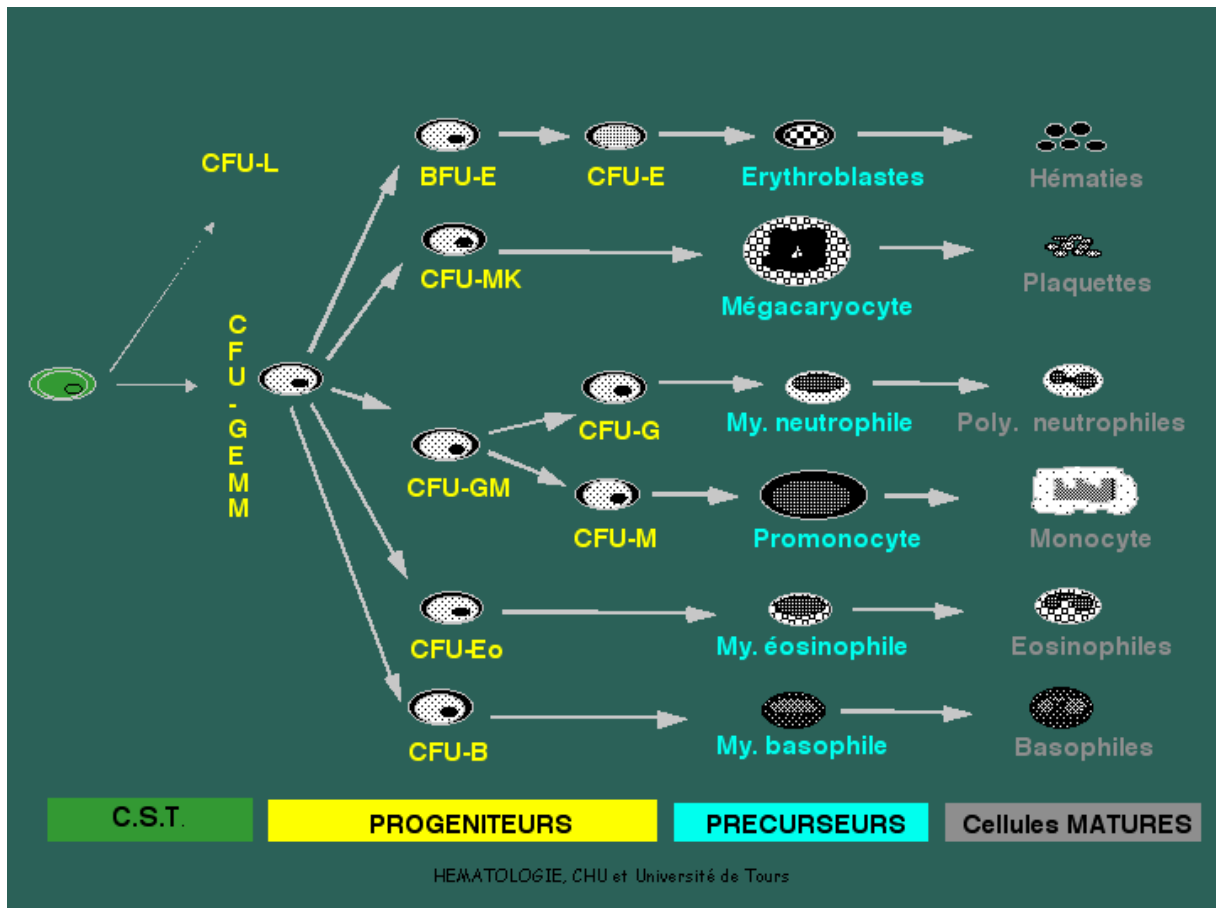 CFU-L
BFU-E
CFU-E
Erythroblastes
Hématies
CFU-MK
Mégacaryocyte
Plaquettes
CFU-GEMM
CFU-G
My. neutrophile
Poly. neutrophiles
CFU-GM
CFU-M
Promonocyte
Monocyte
CFU-Eo
My. éosinophile
Eosinophiles
CFU-B
My. basophile
Basophiles
C.S.T.
PROGENITEURS
PRECURSEURS
Cellules MATURES
HEMATOLOGIE, CHU et Université de Tours